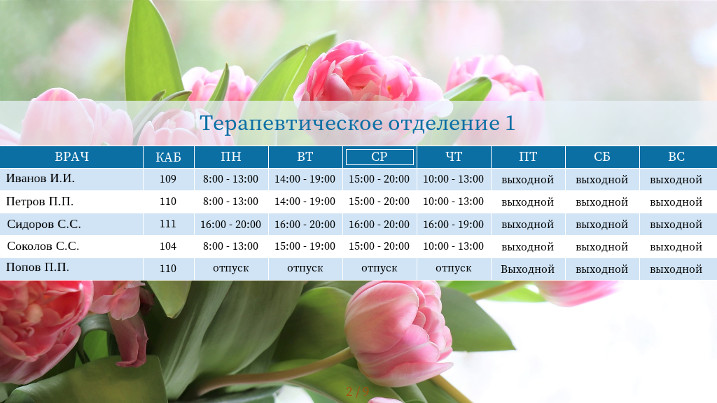 Терапевтическое отделение 1
ВРАЧ КАБ ПН ВТ СР ЧТ ПТ СБ ВС
Иванов И.И. 109 8:00 - 13:00 14:00 - 19:00 15:00 - 20:00 10:00 - 13:00 выходной выходной выходной
Петров П.П. 110 8:00 - 13:00 14:00 - 19:00 15:00 - 20:00 10:00 - 13:00 выходной выходной выходной
Сидоров С.С. 111 16:00 - 20:00 16:00 - 20:00 16:00 - 20:00 16:00 - 19:00 выходной выходной выходной
Соколов С.С. 104 8:00 - 13:00 15:00 - 19:00 15:00 - 20:00 10:00 - 13:00 выходной выходной выходной
Попов П.П. 110 отпуск отпуск отпуск отпуск Выходной выходной выходной